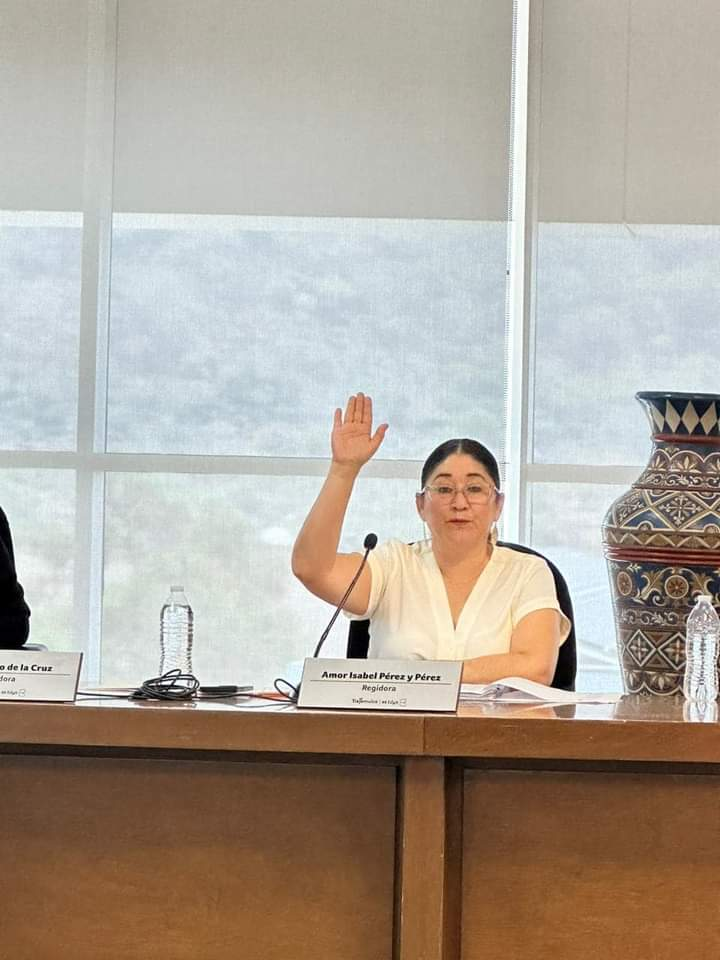 o de la Cruz
dora
Amor Isabel Pérez y Pérez
Regidora